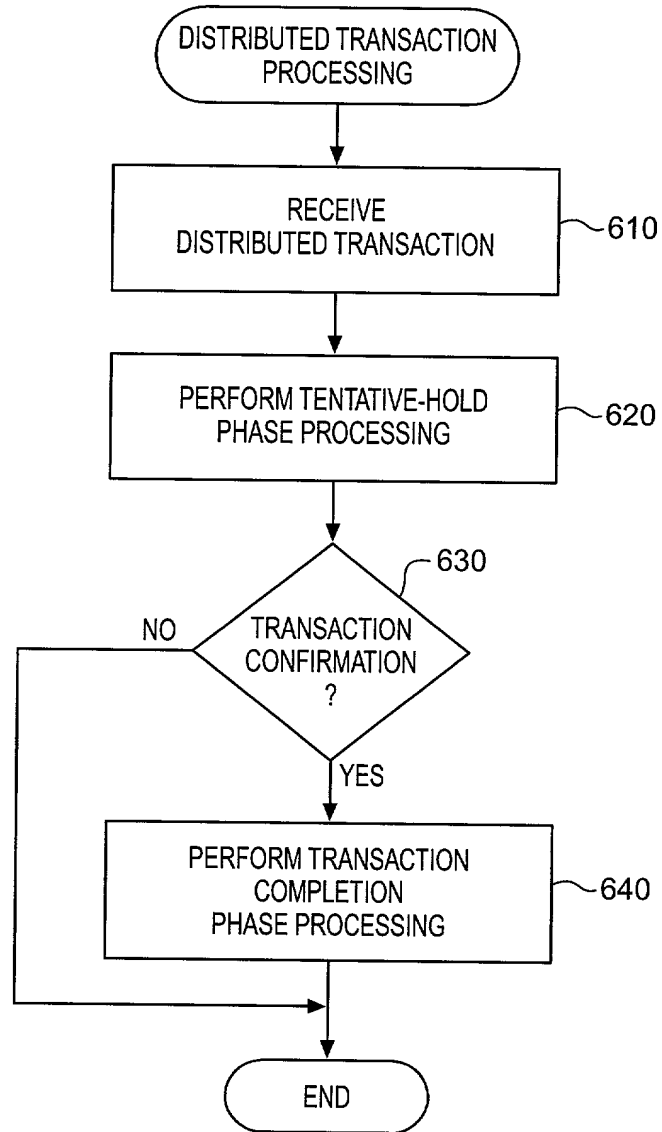 DISTRIBUTED TRANSACTION
PROCESSING
RECEIVE
DISTRIBUTED TRANSACTION
610
PERFORM TENTATIVE-HOLD
PHASE PROCESSING
620
630
NO
TRANSACTION
CONFIRMATION
?
YES
PERFORM TRANSACTION
COMPLETION
PHASE PROCESSING
640
END